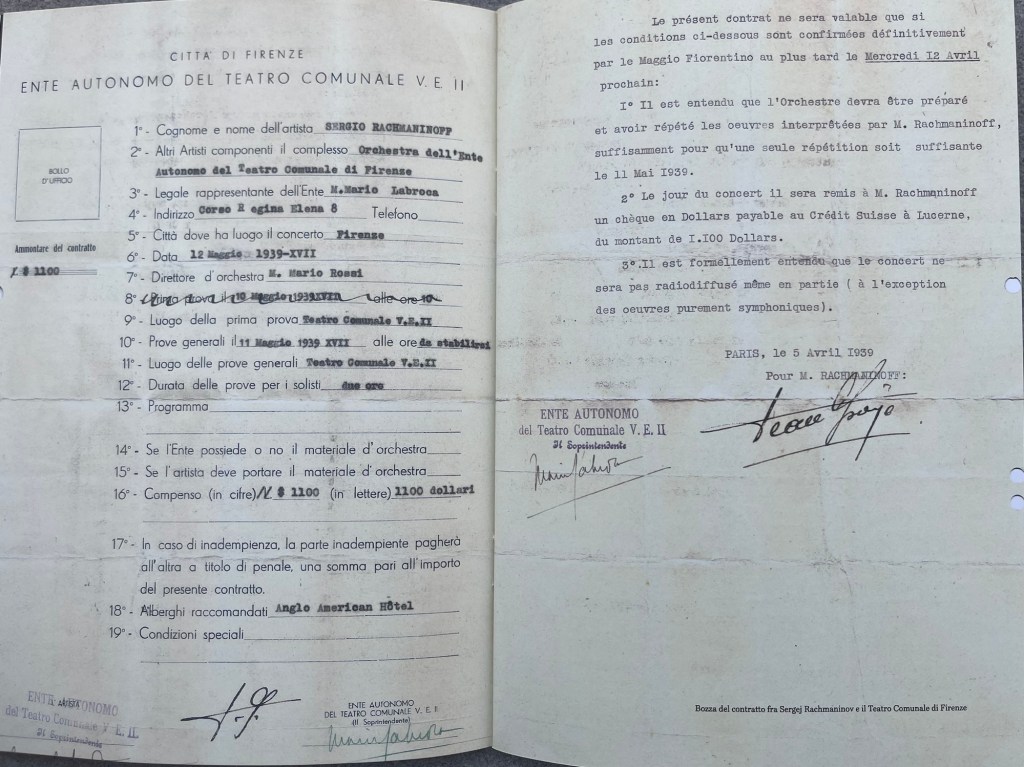 CITTÀ DI FIRENZE
ENTE AUTONOMO DEL TEATRO COMUNALE V. E. II
BOLLO
D'UFFICIO
Ammontare del contratto
$ 1100
1° - Cognome e nome dell'artista SERGIO RACHMANINOFF
2° - Altri Artisti componenti il complesso Orchestra dell'Ente
Autonomo del Teatro Comunale di Firenze
3° - Legale rappresentante dell'Ente M.Mario Labroca
4° - Indirizzo Corso R egina Elena 8 Telefono
5° - Città dove ha luogo il concerto Firenze
6° - Data 12 Maggio 1939-XVII
7° - Direttore d'orchestra M. Mario Rossi
8° - Prima prova il 10 Maggio 1939XVII alle ore 10
9° - Luogo della prima prova Teatro Comunale V.E.II
10° - Prove generali il 11 Maggio 1939 XVII alle ore da stabilirsi
11° - Luogo delle prove generali Teatro Comunale V.E.II
12° - Durata delle prove per i solisti due ore
13° - Programma
14° - Se l'Ente possiede o no il materiale d'orchestra
15° - Se l'artista deve portare il materiale d'orchestra
16° - Compenso (in cifre) $ 1100 (in lettere) 1100 dollari
17° - In caso di inadempienza, la parte inadempiente pagherà
all'altra a titolo di penale, una somma pari all'importo
del presente contratto.
18° - Alberghi raccomandati Anglo American Hôtel
19° - Condizioni speciali
ENTE AUTONOMO
del Teatro Comunale V. E. II.
Il Soprintendente
ENTE AUTONOMO
DEL TEATRO COMUNALE V. E. II
(Il Soprintendente)
Le présent contrat ne sera valable que si
les conditions ci-dessous sont confirmées définitivement
par le Maggio Fiorentino au plus tard le Mercredi I2 Avril
prochain:
I° Il est entendu que l'Orchestre devra être préparé
et avoir répété les oeuvres interprêtées par M. Rachmaninoff,
suffisamment pour qu'une seule répétition soit suffisante
le 11 Mai I939.
2° Le jour du concert il sera remis à M. Rachmaninoff
un chèque en Dollars payable au Crédit Suisse à Lucerne,
du montant de I.I00 Dollars.
3°.Il est formellement entendu que le concert ne
sera pas radiodiffusé même en partie ( à l'exception
des oeuvres purement symphoniques).
PARIS, le 5 Avril I939
Pour M. RACHMANINOFF:
ENTE AUTONOMO
del Teatro Comunale V. E. II
Il Soprintendente
Bozza del contratto fra Sergej Rachmaninov e il Teatro Comunale di Firenze